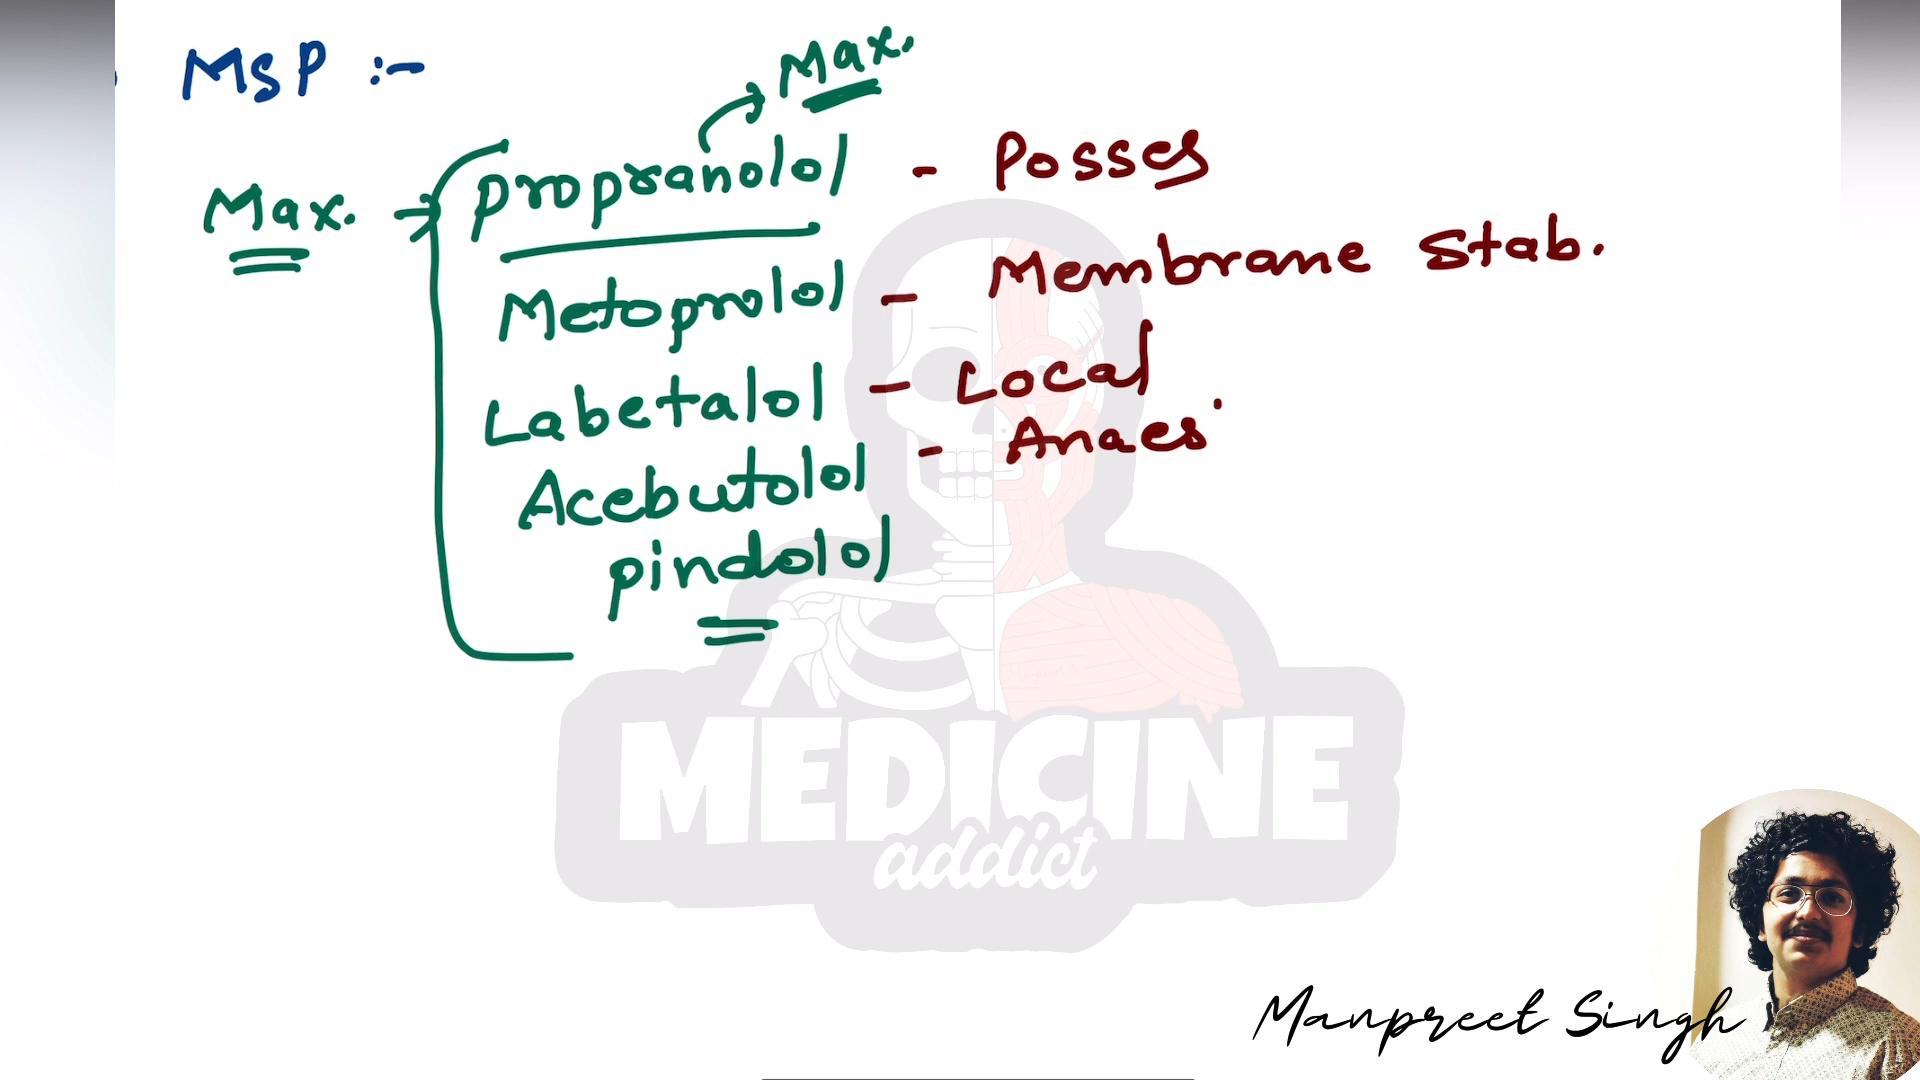 MSP :-
Max.
Max. → propranolol - Posses
Metoprolol - Membrane Stab.
Labetalol - Local
Acebutolol - Anaes
pindolol
MEDICINE
addict
Manpreet Singh